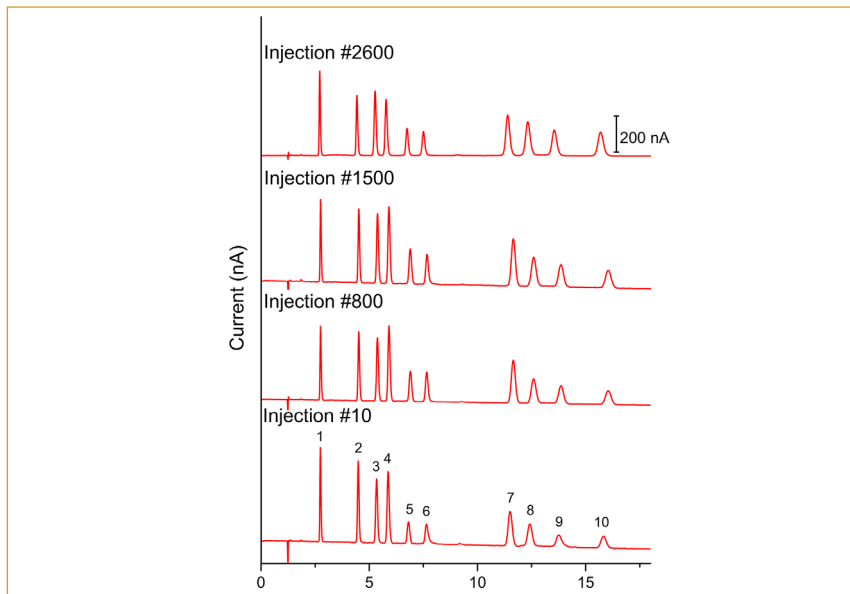 Injection #2600
200 nA
Injection #1500
Injection #800
Injection #10
1 2 3 4 5 6 7 8 9 10
Current (nA)
0 5 10 15